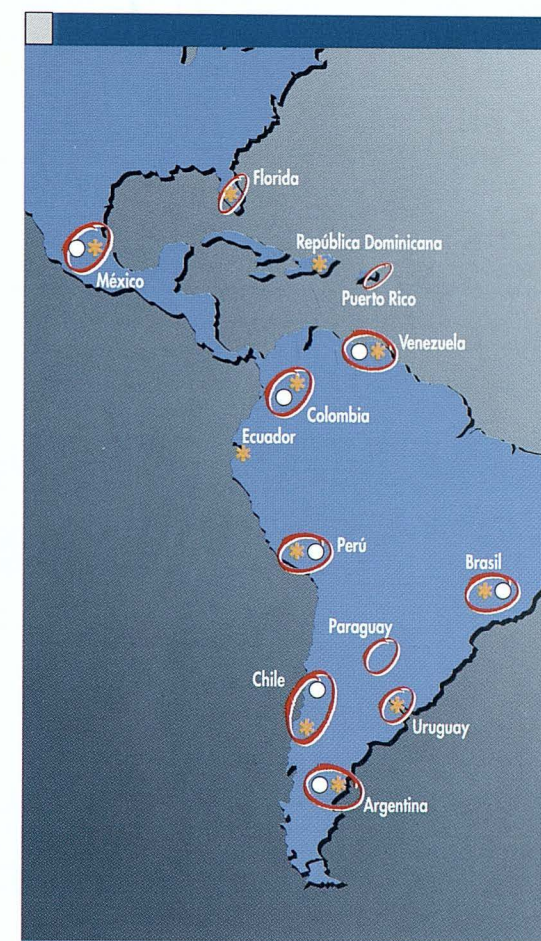 Florida
República Dominicana
México
Puerto Rico
Venezuela
Colombia
Ecuador
Perú
Brasil
Paraguay
Chile
Uruguay
Argentina